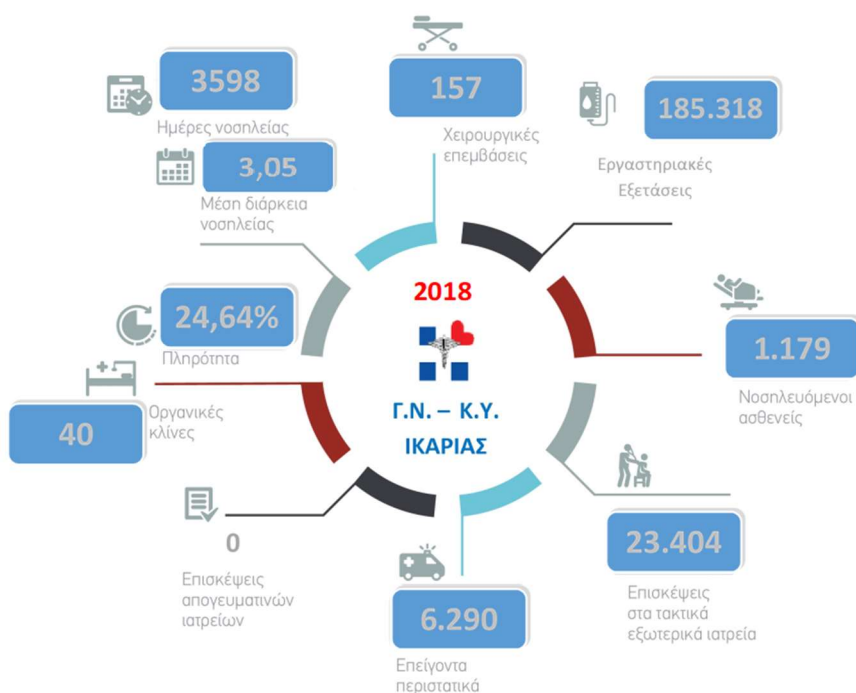 3598
Ημέρες νοσηλείας
3,05
Μέση διάρκεια
νοσηλείας
157
Χειρουργικές
επεμβάσεις
185.318
Εργαστηριακές
Εξετάσεις
2018
Γ.Ν. – Κ.Υ.
ΙΚΑΡΙΑΣ
24,64%
Πληρότητα
40
Οργανικές
κλίνες
1.179
Νοσηλευόμενοι
ασθενείς
0
Επισκέψεις
απογευματινών
ιατρείων
6.290
Επείγοντα
περιστατικά
23.404
Επισκέψεις
στα τακτικά
εξωτερικά ιατρεία